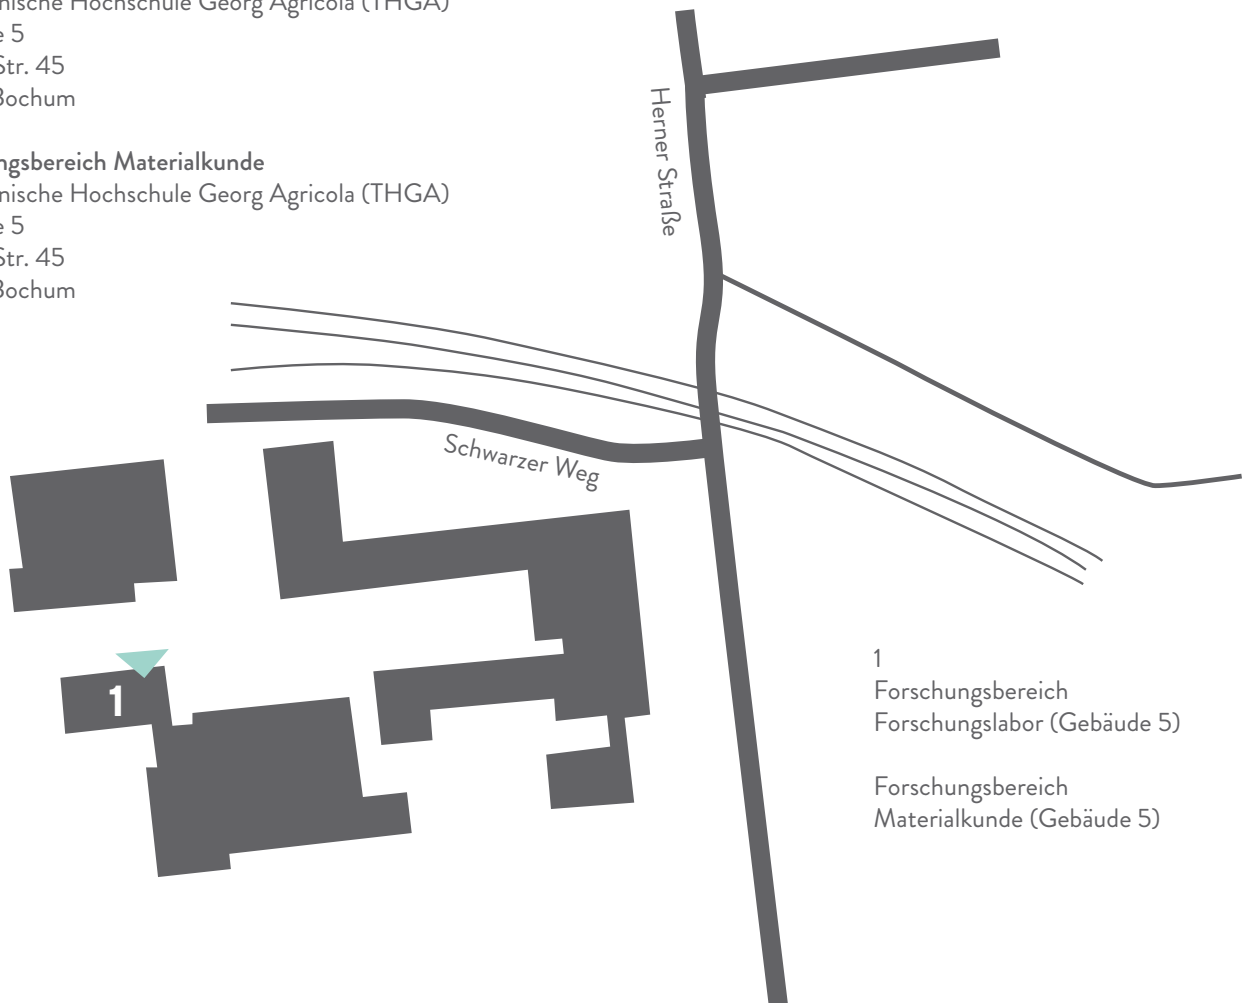 nische Hochschule Georg Agricola (THGA)
e 5
Str. 45
Bochum
ngsbereich Materialkunde
nische Hochschule Georg Agricola (THGA)
e 5
Str. 45
Bochum
Herner Straße
Schwarzer Weg
1
1
Forschungsbereich
Forschungslabor (Gebäude 5)
Forschungsbereich
Materialkunde (Gebäude 5)